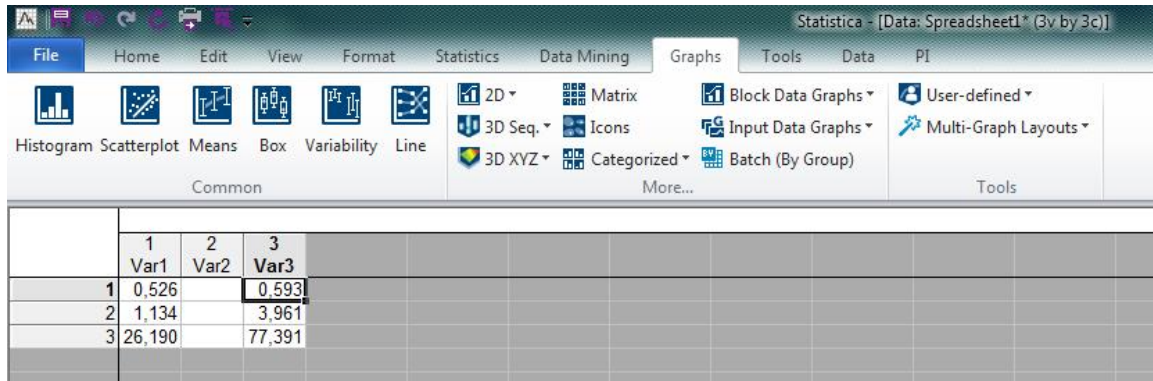 Statistica - [Data: Spreadsheet1* (3v by 3c)]
File Home Edit View Format Statistics Data Mining Graphs Tools Data PI
2D Matrix Block Data Graphs User-defined
3D Seq. Icons Input Data Graphs Multi-Graph Layouts
Histogram Scatterplot Means Box Variability Line
3D XYZ Categorized Batch (By Group)
Common More... Tools
1 2 3
Var1 Var2 Var3
1 0,526 0,593
2 1,134 3,961
3 26,190 77,391